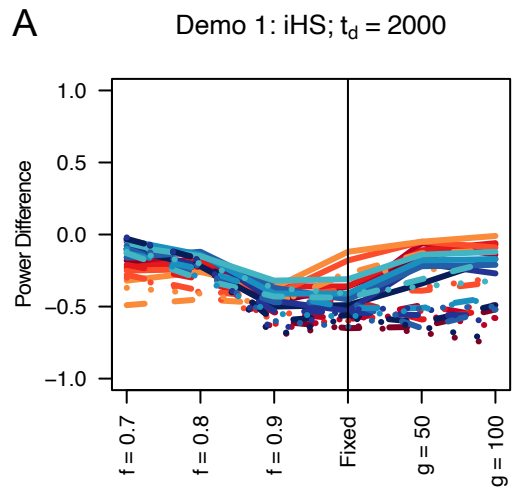 A
Demo 1: iHS; t_d = 2000
Power Difference
1.0
0.5
0.0
−0.5
−1.0
f = 0.7
f = 0.8
f = 0.9
Fixed
g = 50
g = 100